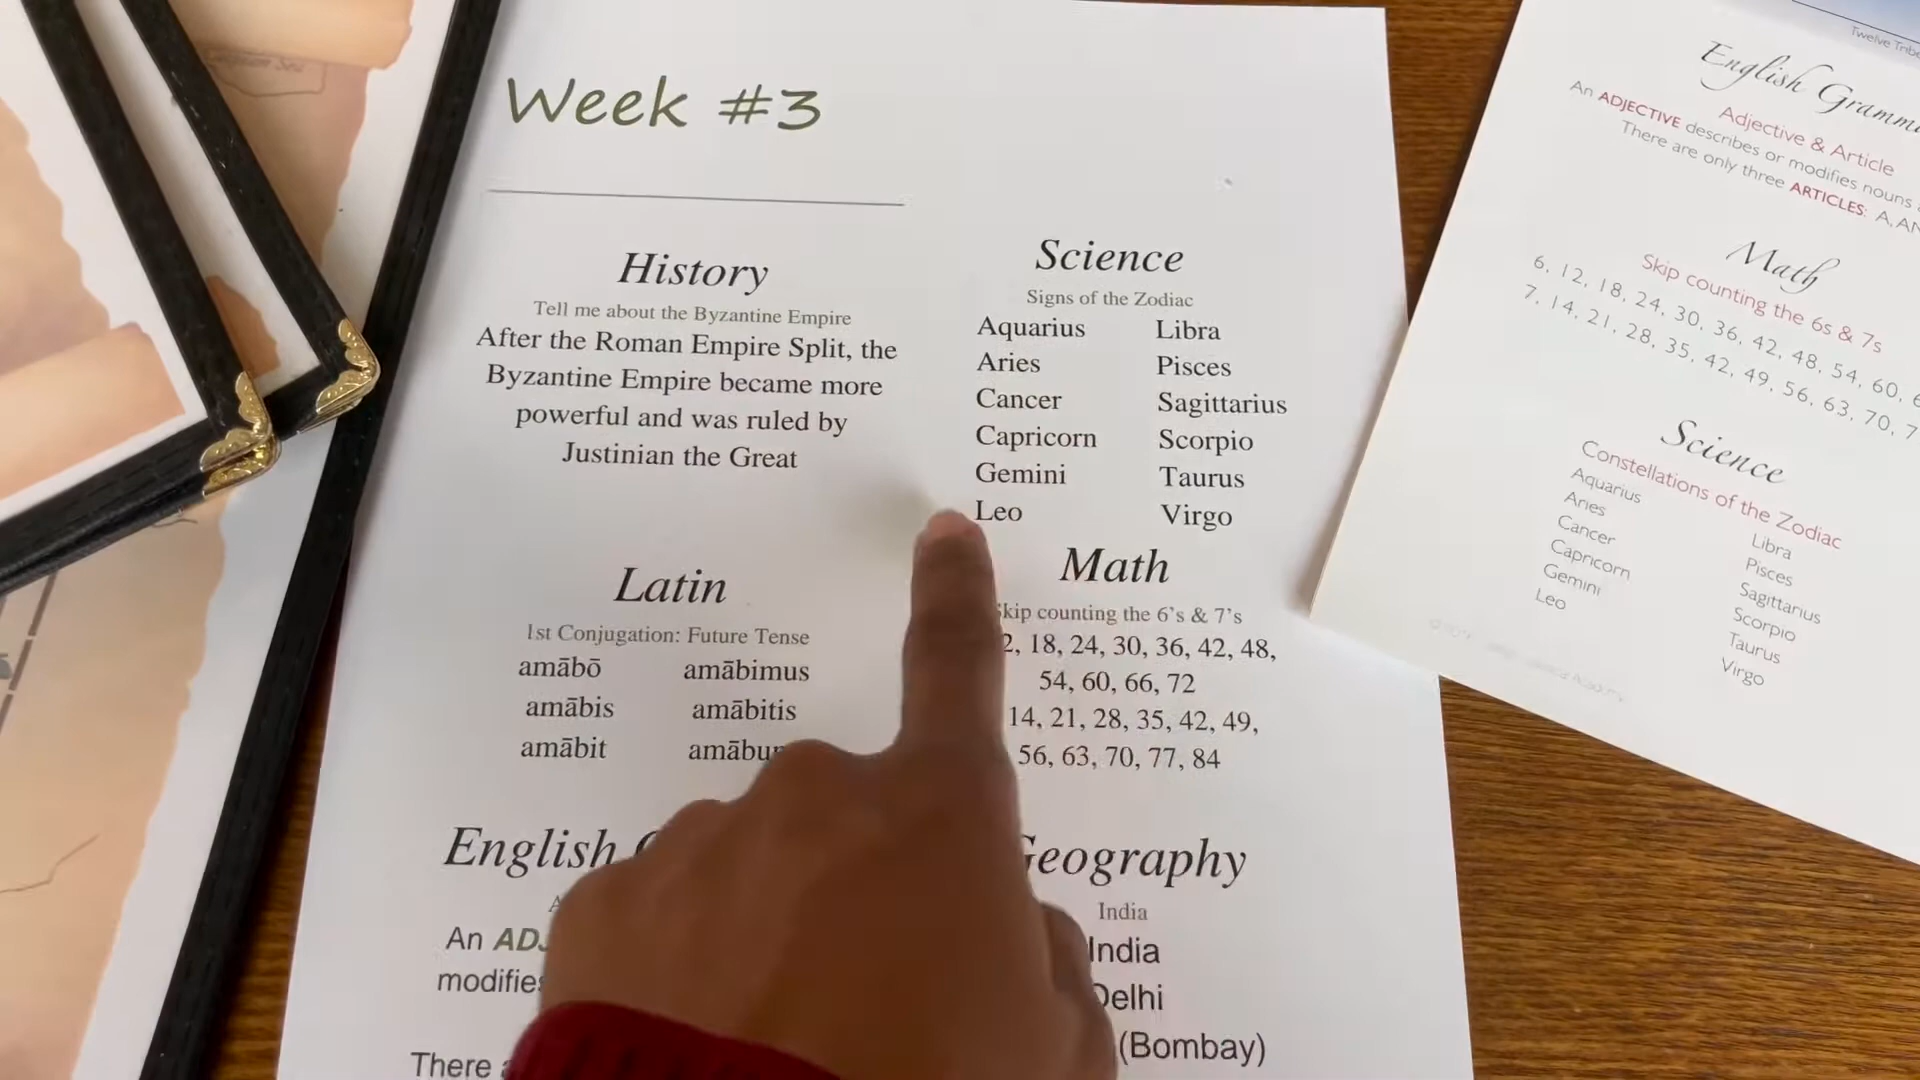 Week #3
History
Tell me about the Byzantine Empire
After the Roman Empire Split, the
Byzantine Empire became more
powerful and was ruled by
Justinian the Great
Science
Signs of the Zodiac
Aquarius Libra
Aries Pisces
Cancer Sagittarius
Capricorn Scorpio
Gemini Taurus
Leo Virgo
Latin
1st Conjugation: Future Tense
amābō amābimus
amābis amābitis
amābit
Math
counting the 6's & 7's
18, 24, 30, 36, 42, 48,
54, 60, 66, 72
14, 21, 28, 35, 42, 49,
56, 63, 70, 77, 84
English
An
There
Geography
India
India
Delhi
(Bombay)
Twelve
English
Adjective & Article
An ADJECTIVE describes or modifies nouns
There are only three ARTICLES: A,
Math
Skip counting the 6s & 7s
6, 12, 18, 24, 30, 36, 42, 48, 54, 60,
7, 14, 21, 28, 35, 42, 49, 56, 63, 70,
Science
Constellations of the Zodiac
Aquarius Libra
Aries Pisces
Cancer Sagittarius
Capricorn Scorpio
Gemini Taurus
Leo Virgo